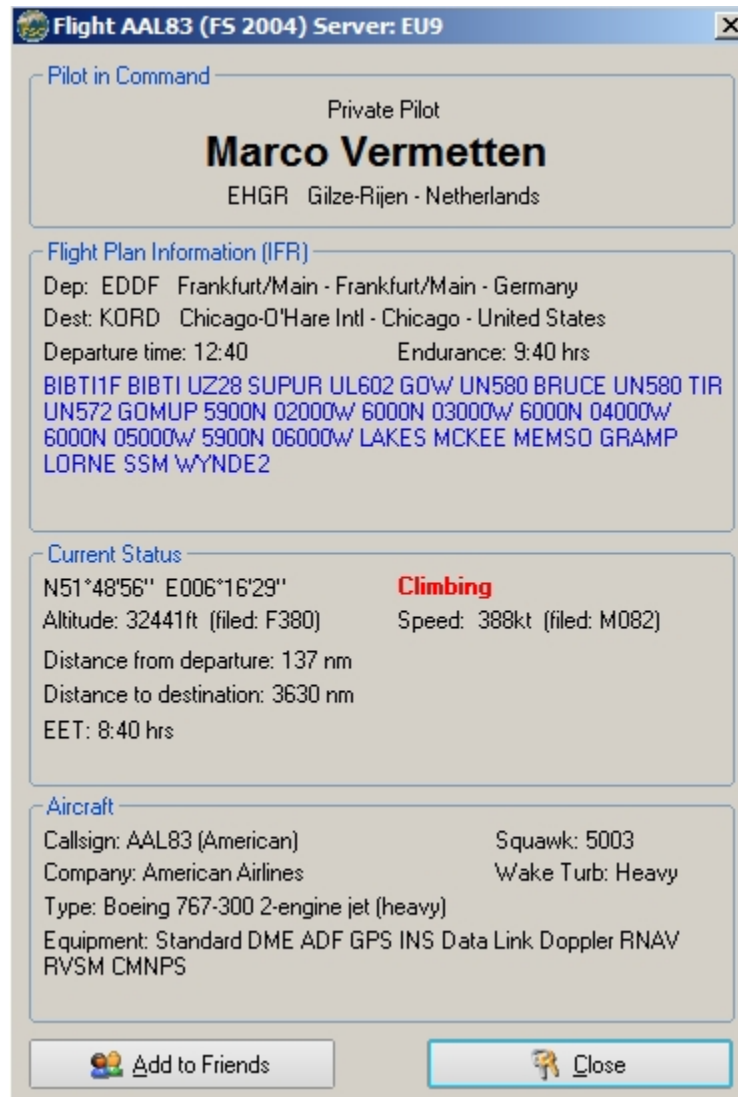 Flight AAL83 (FS 2004) Server: EU9
Pilot in Command
Private Pilot
Marco Vermetten
EHGR Gilze-Rijen - Netherlands
Flight Plan Information (IFR)
Dep: EDDF Frankfurt/Main - Frankfurt/Main - Germany
Dest: KORD Chicago-O'Hare Intl - Chicago - United States
Departure time: 12:40 Endurance: 9:40 hrs
BIBTI1F BIBTI UZ28 SUPUR UL602 GOW UN580 BRUCE UN580 TIR
UN572 GOMUP 5900N 02000W 6000N 03000W 6000N 04000W
6000N 05000W 5900N 06000W LAKES MCKEE MEMSO GRAMP
LORNE SSM WYNDE2
Current Status
N51°48'56'' E006°16'29'' Climbing
Altitude: 32441ft (filed: F380) Speed: 388kt (filed: M082)
Distance from departure: 137 nm
Distance to destination: 3630 nm
EET: 8:40 hrs
Aircraft
Callsign: AAL83 (American) Squawk: 5003
Company: American Airlines Wake Turb: Heavy
Type: Boeing 767-300 2-engine jet (heavy)
Equipment: Standard DME ADF GPS INS Data Link Doppler RNAV
RVSM CMNPS
Add to Friends Close